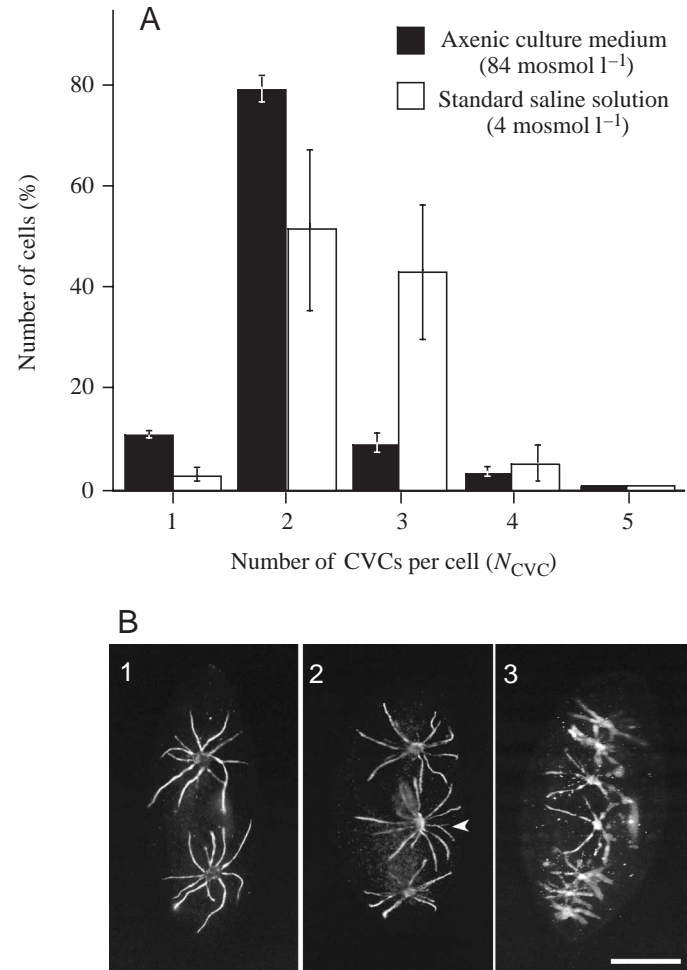 A
Axenic culture medium
(84 mosmol l⁻¹)
Standard saline solution
(4 mosmol l⁻¹)
Number of cells (%)
80
60
40
20
0
1 2 3 4 5
Number of CVCs per cell (N_CVC)
B
1 2 3